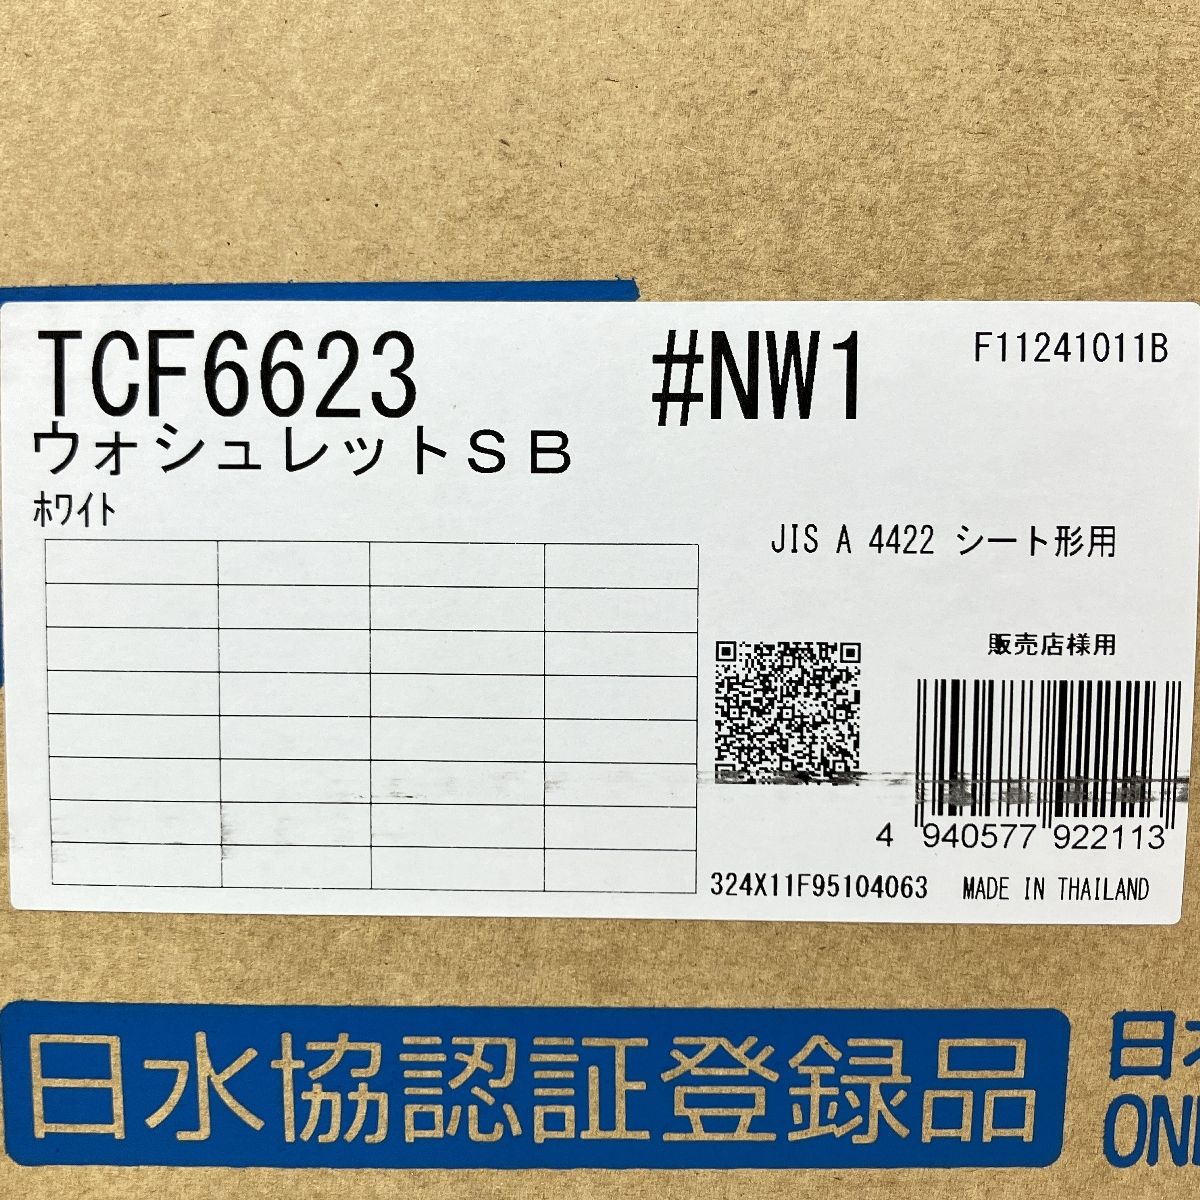 TCF6623 #NW1 F11241011B
ウォシュレットＳＢ
ﾎﾜｲﾄ
JIS A 4422 シート形用
販売店様用
4 940577 922113
324X11F95104063 MADE IN THAILAND
日水協認証登録品
日
ON